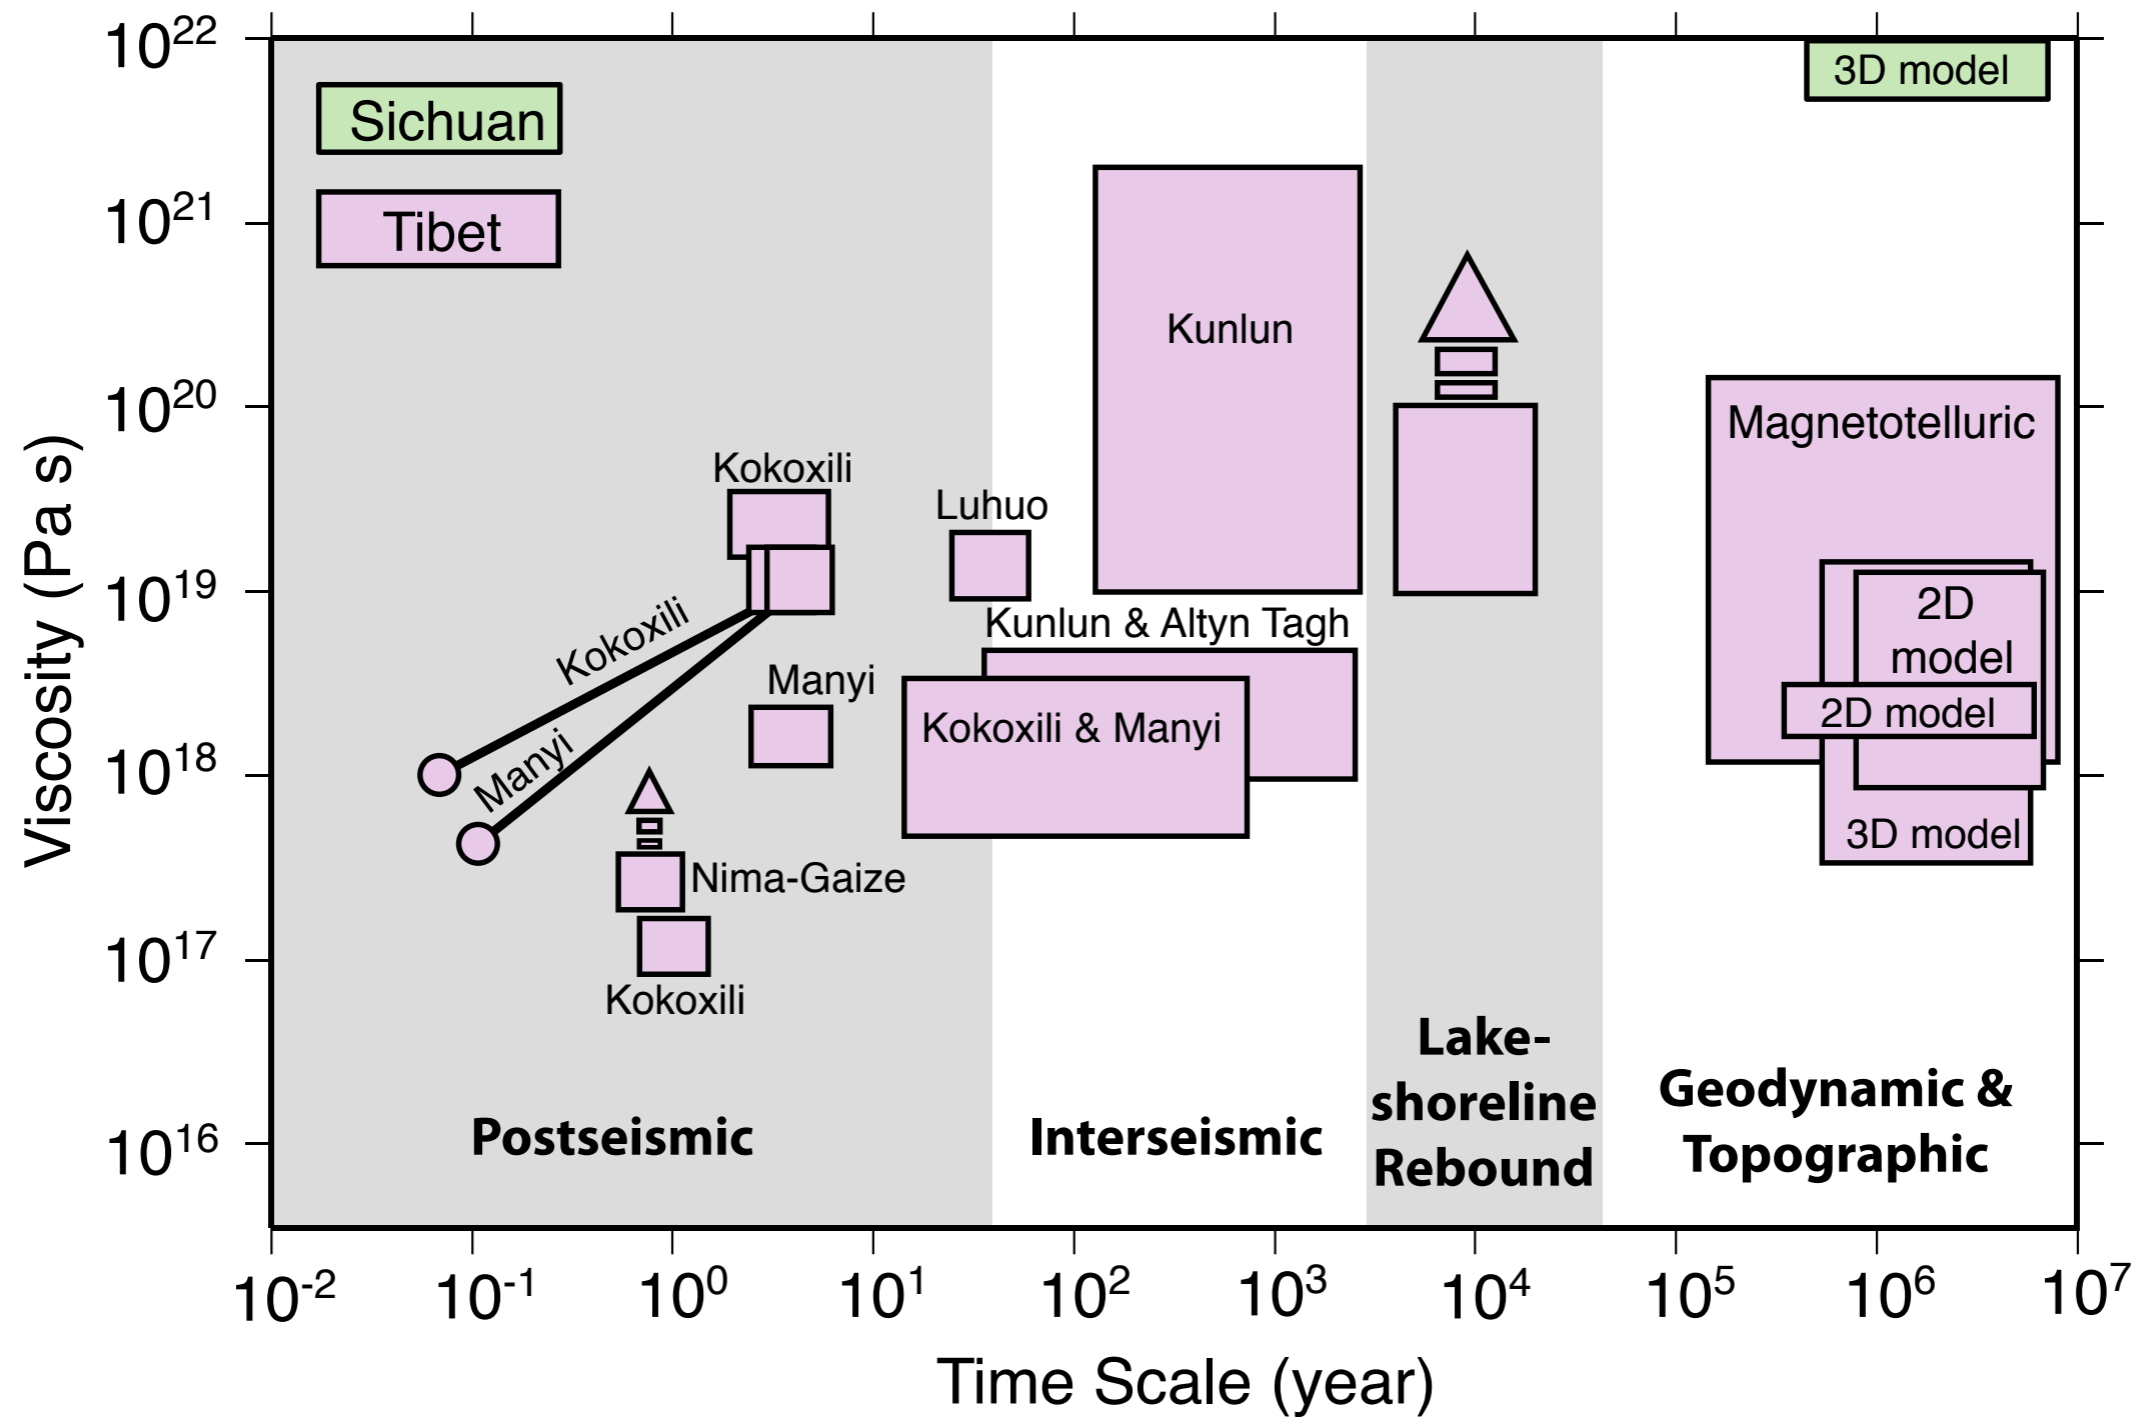 10^22
10^21
10^20
10^19
10^18
10^17
10^16
Viscosity (Pa s)
Sichuan
Tibet
3D model
Kunlun
Magnetotelluric
Kokoxili
Luhuo
2D
model
Kokoxili
Kunlun & Altyn Tagh
Manyi
Kokoxili & Manyi
2D model
Manyi
3D model
Nima-Gaize
Kokoxili
Postseismic
Interseismic
Lake-
shoreline
Rebound
Geodynamic &
Topographic
10^-2
10^-1
10^0
10^1
10^2
10^3
10^4
10^5
10^6
10^7
Time Scale (year)